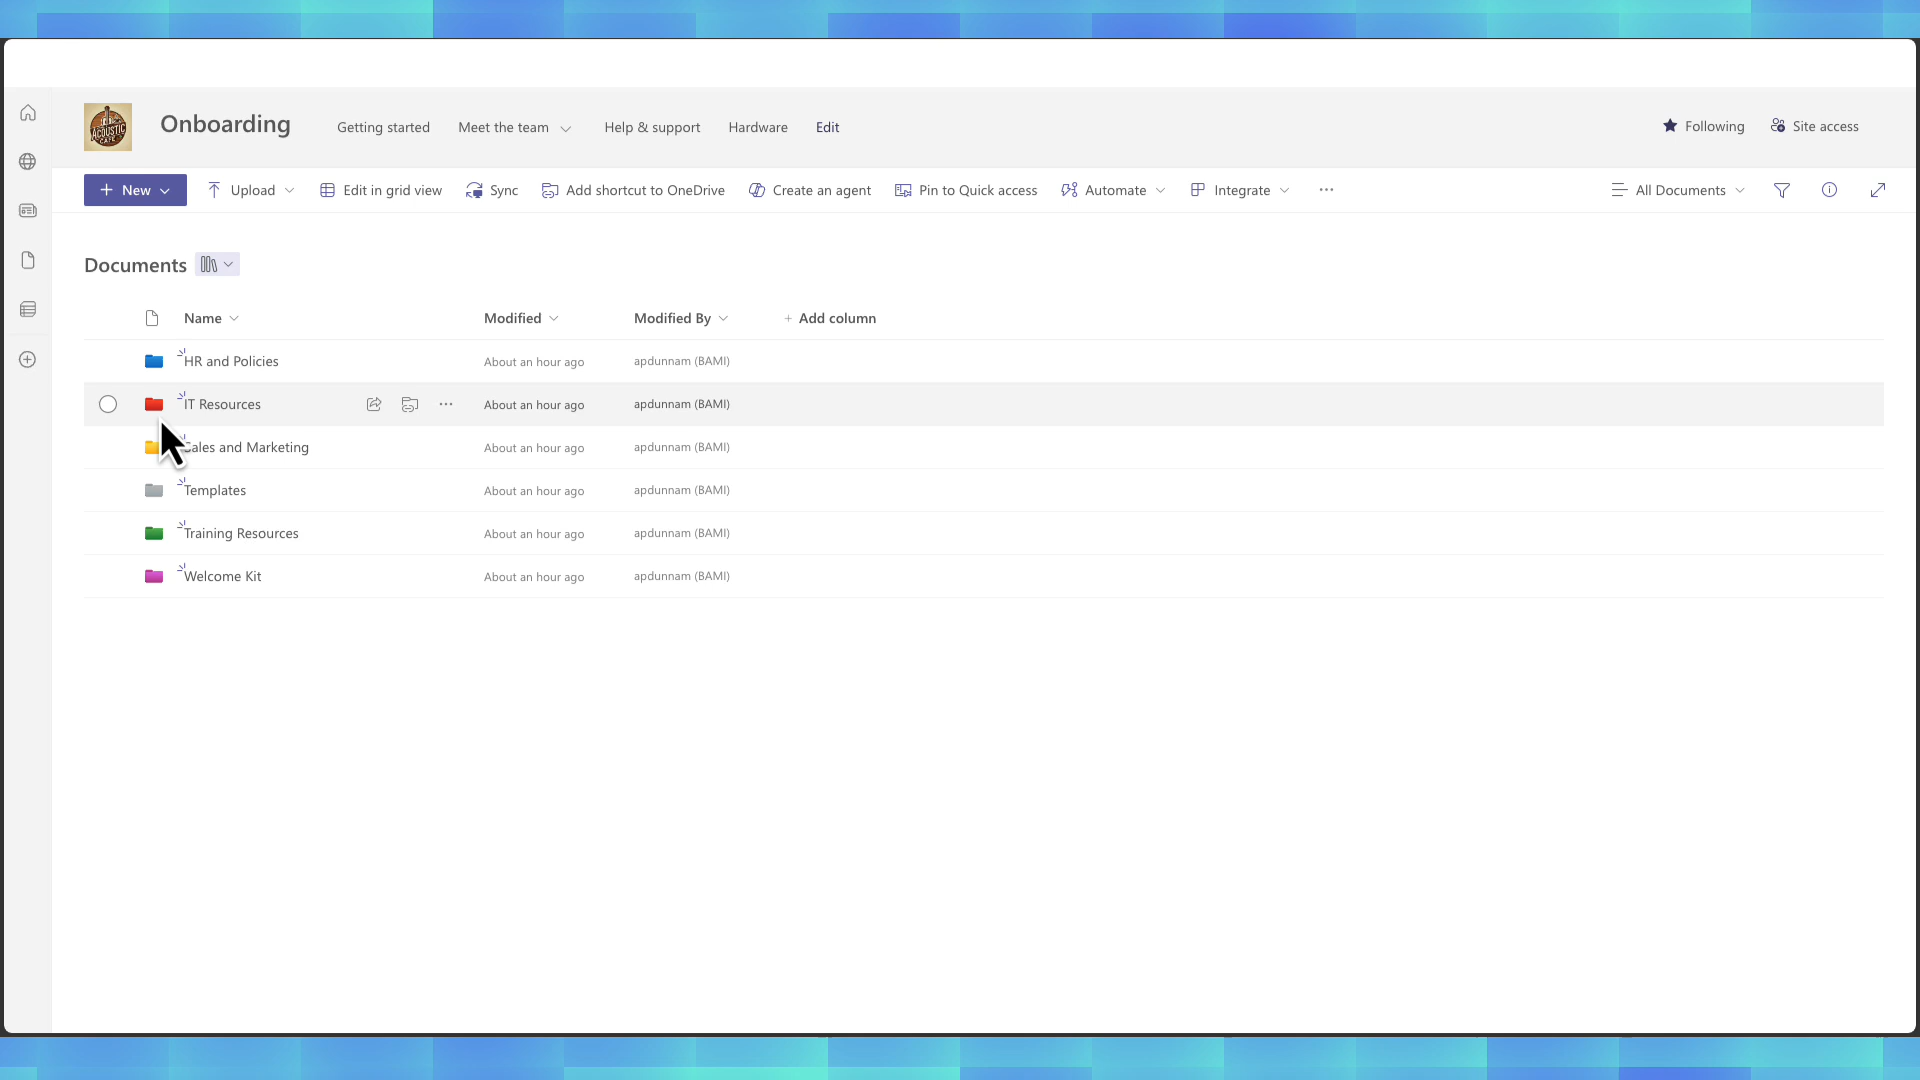 ACOUSTIC
CAFE
Onboarding
Getting started
Meet the team
Help & support
Hardware
Edit
Following
Site access
New
Upload
Edit in grid view
Sync
Add shortcut to OneDrive
Create an agent
Pin to Quick access
Automate
Integrate
All Documents
Documents
Name Modified Modified By + Add column
HR and Policies About an hour ago apdunnam (BAMI)
IT Resources About an hour ago apdunnam (BAMI)
Sales and Marketing About an hour ago apdunnam (BAMI)
Templates About an hour ago apdunnam (BAMI)
Training Resources About an hour ago apdunnam (BAMI)
Welcome Kit About an hour ago apdunnam (BAMI)